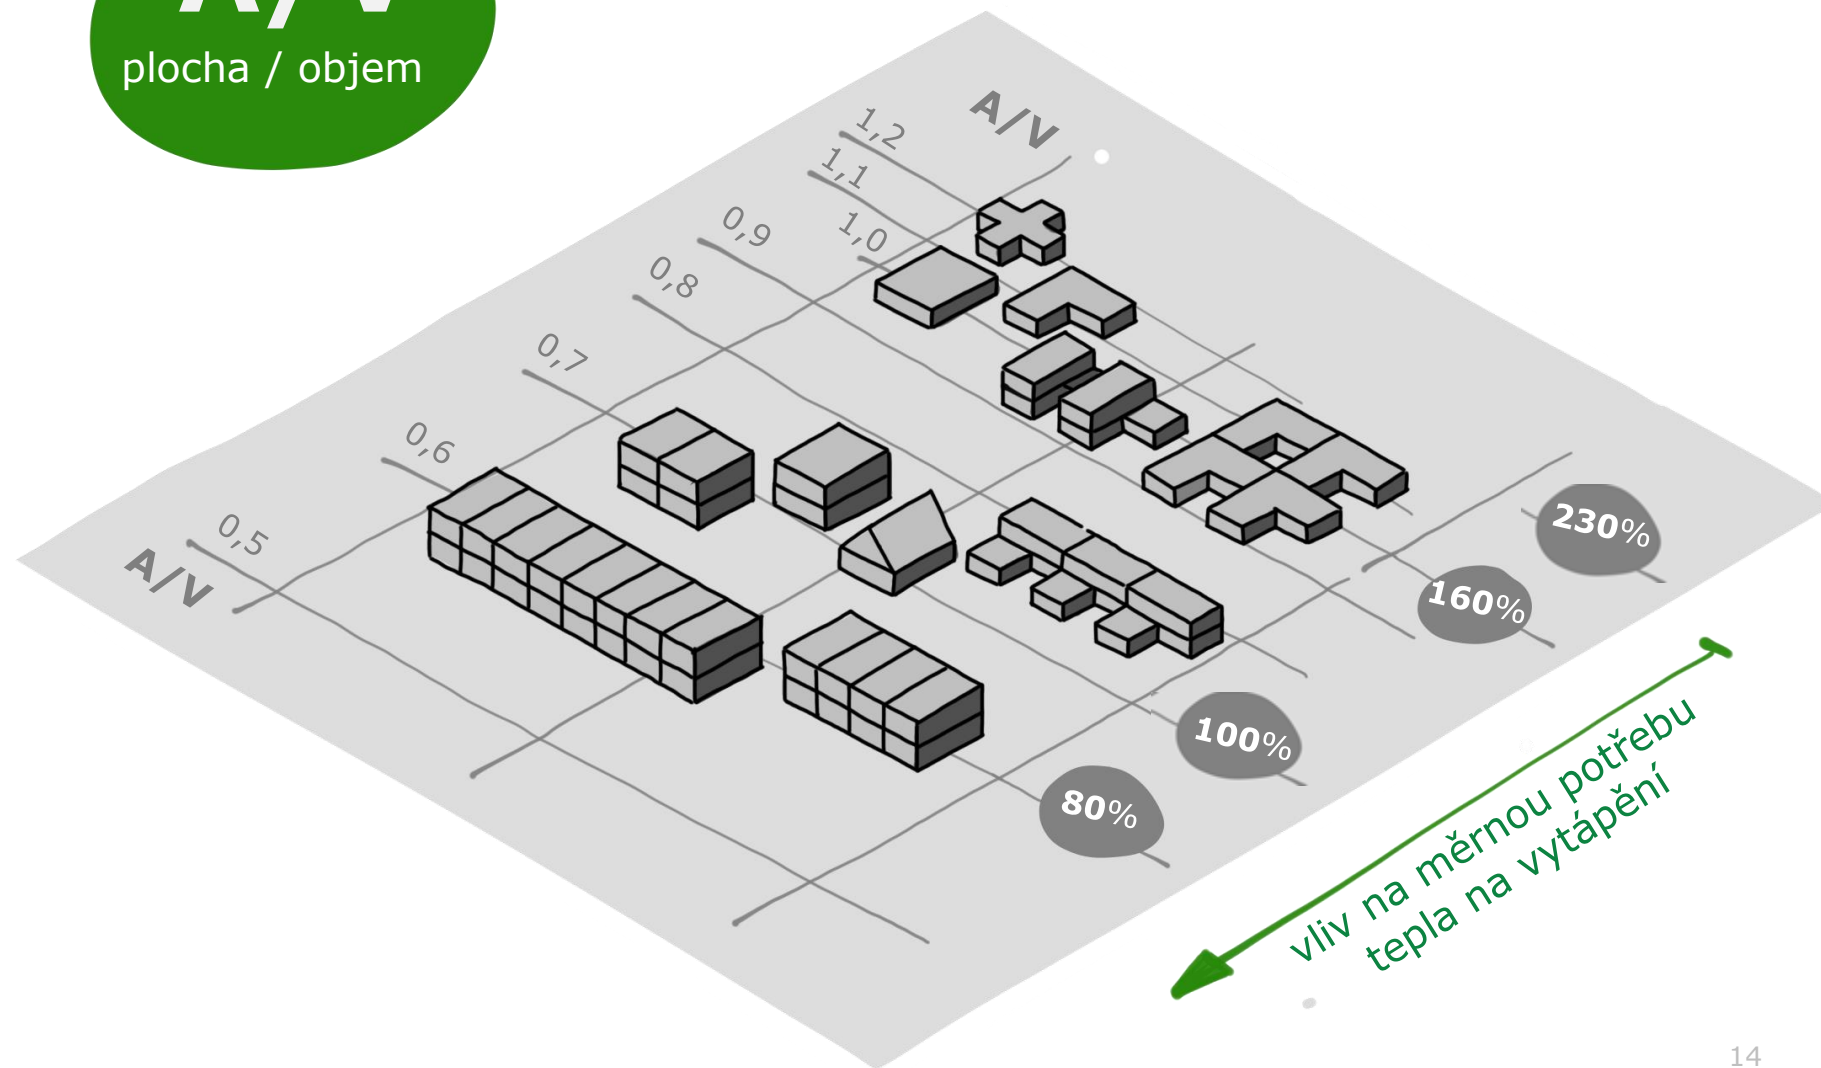 A/V
plocha / objem
A/V
1,2
1,1
1,0
0,9
0,8
0,7
0,6
0,5
A/V
230%
160%
100%
80%
vliv na měrnou potřebu
tepla na vytápění
14